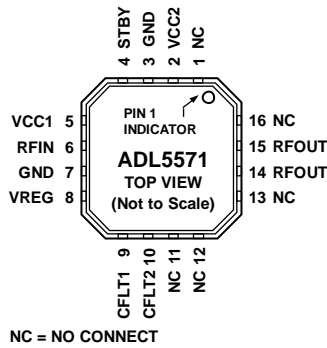 4 STBY
3 GND
2 VCC2
1 NC
PIN 1
INDICATOR
VCC1 5
RFIN 6
GND 7
VREG 8
ADL5571
TOP VIEW
(Not to Scale)
16 NC
15 RFOUT
14 RFOUT
13 NC
CFLT1 9
CFLT2 10
NC 11
NC 12
NC = NO CONNECT